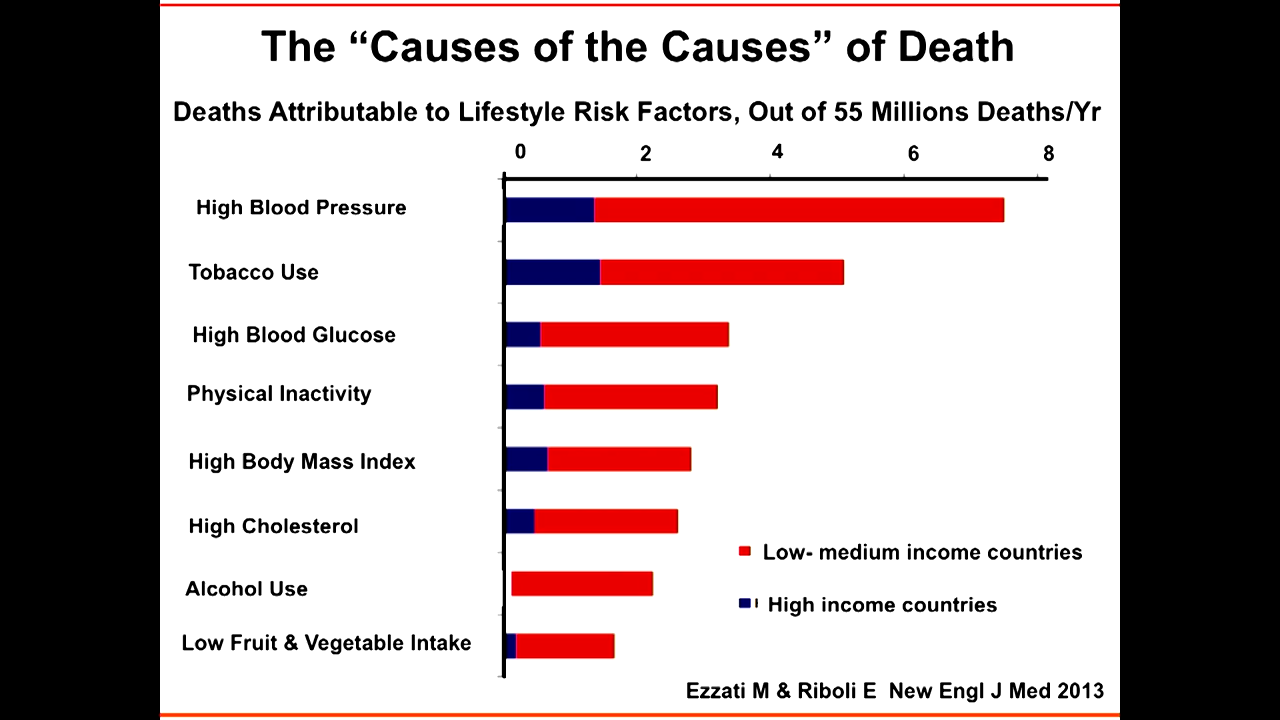 The “Causes of the Causes” of Death
Deaths Attributable to Lifestyle Risk Factors, Out of 55 Millions Deaths/Yr
0 2 4 6 8
High Blood Pressure
Tobacco Use
High Blood Glucose
Physical Inactivity
High Body Mass Index
High Cholesterol
Low- medium income countries
Alcohol Use
High income countries
Low Fruit & Vegetable Intake
Ezzati M & Riboli E New Engl J Med 2013